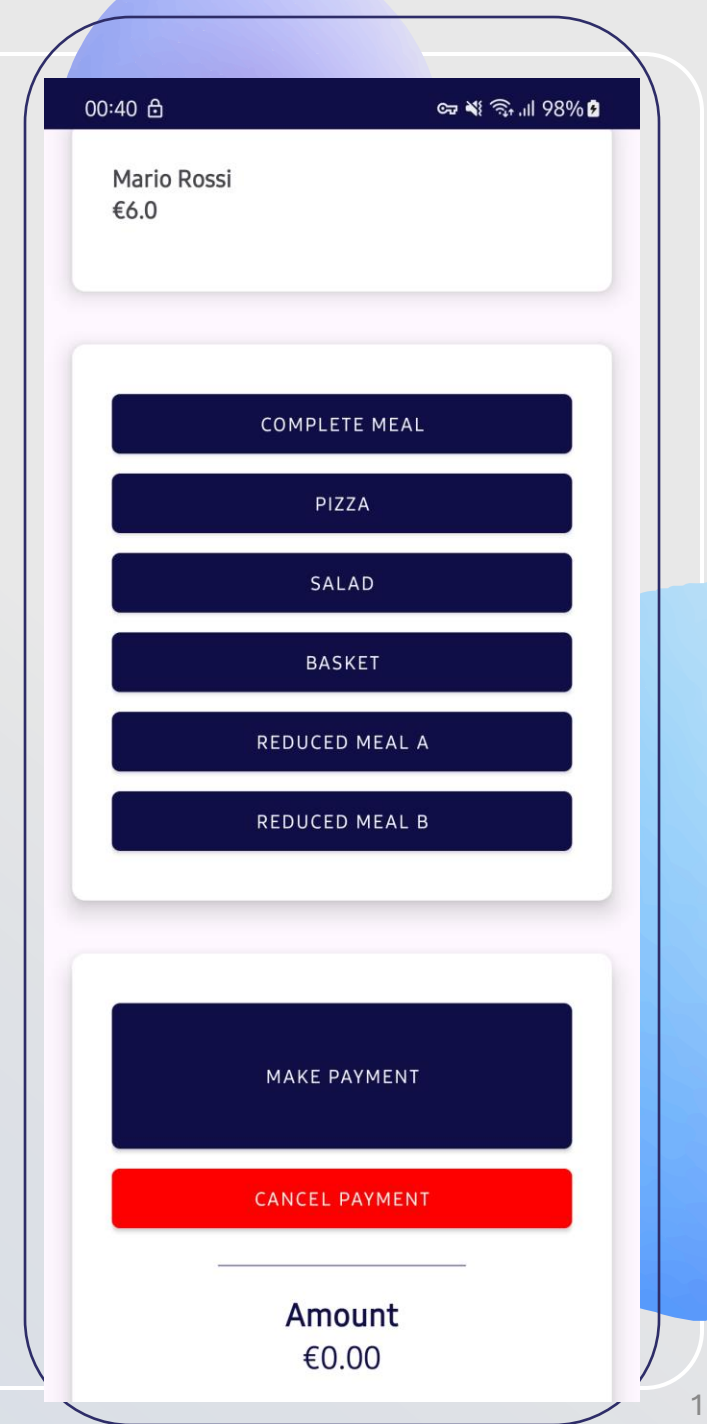 00:40 98%
Mario Rossi
€6.0
COMPLETE MEAL
PIZZA
SALAD
BASKET
REDUCED MEAL A
REDUCED MEAL B
MAKE PAYMENT
CANCEL PAYMENT
Amount
€0.00
1